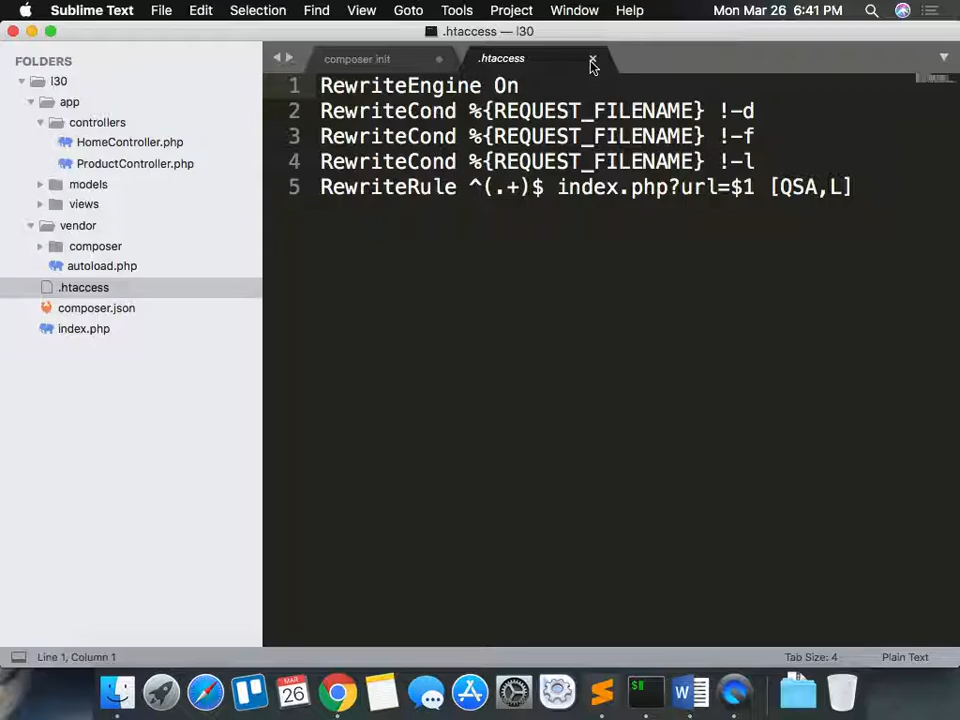 Sublime Text File Edit Selection Find View Goto Tools Project Window Help Mon Mar 26 6:41 PM
.htaccess — l30
FOLDERS
l30
app
controllers
HomeController.php
ProductController.php
models
views
vendor
composer
autoload.php
.htaccess
composer.json
index.php
composer init
.htaccess
1 RewriteEngine On
2 RewriteCond %{REQUEST_FILENAME} !-d
3 RewriteCond %{REQUEST_FILENAME} !-f
4 RewriteCond %{REQUEST_FILENAME} !-l
5 RewriteRule ^(.+)$ index.php?url=$1 [QSA,L]
Line 1, Column 1 Tab Size: 4 Plain Text
MAR
26
$
W